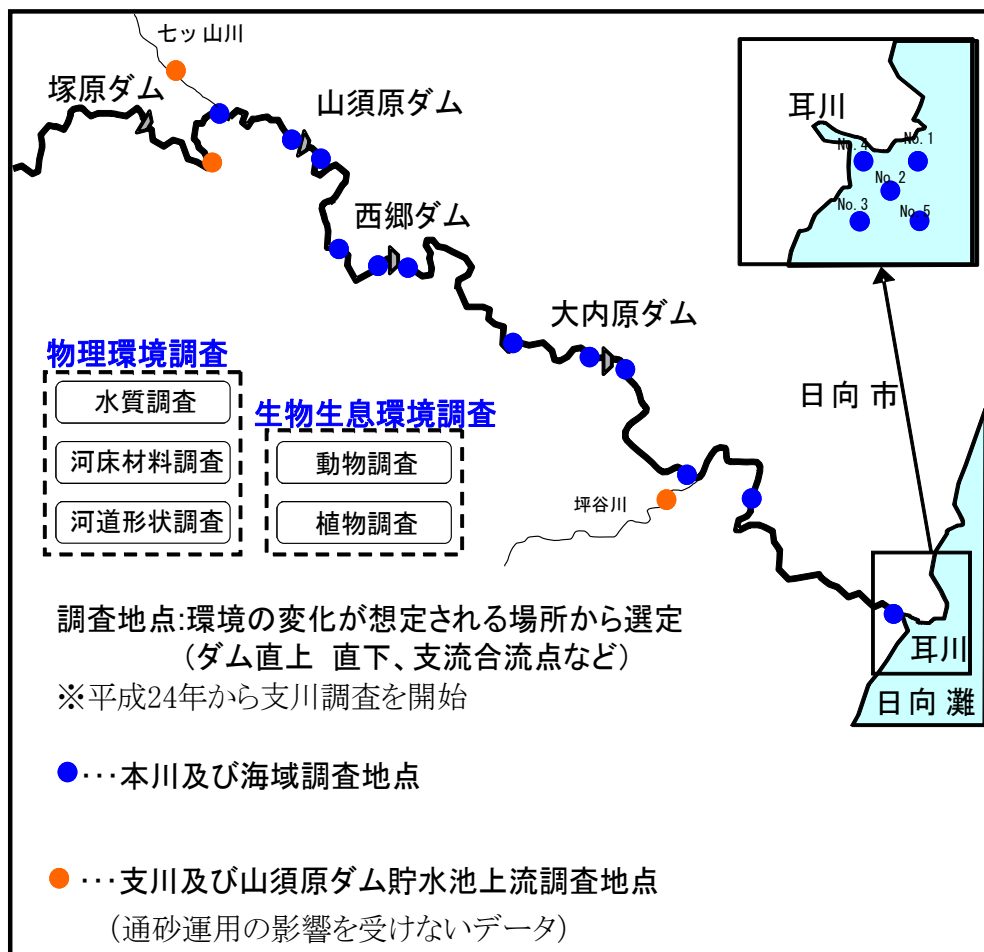 七ッ山川
塚原ダム
山須原ダム
耳川
No.4
No.1
No.2
No.3
No.5
西郷ダム
大内原ダム
物理環境調査
水質調査
河床材料調査
河道形状調査
生物生息環境調査
動物調査
植物調査
日向市
坪谷川
調査地点:環境の変化が想定される場所から選定
(ダム直上 直下、支流合流点など)
※平成24年から支川調査を開始
耳川
日向灘
●･･･本川及び海域調査地点
●･･･支川及び山須原ダム貯水池上流調査地点
(通砂運用の影響を受けないデータ)